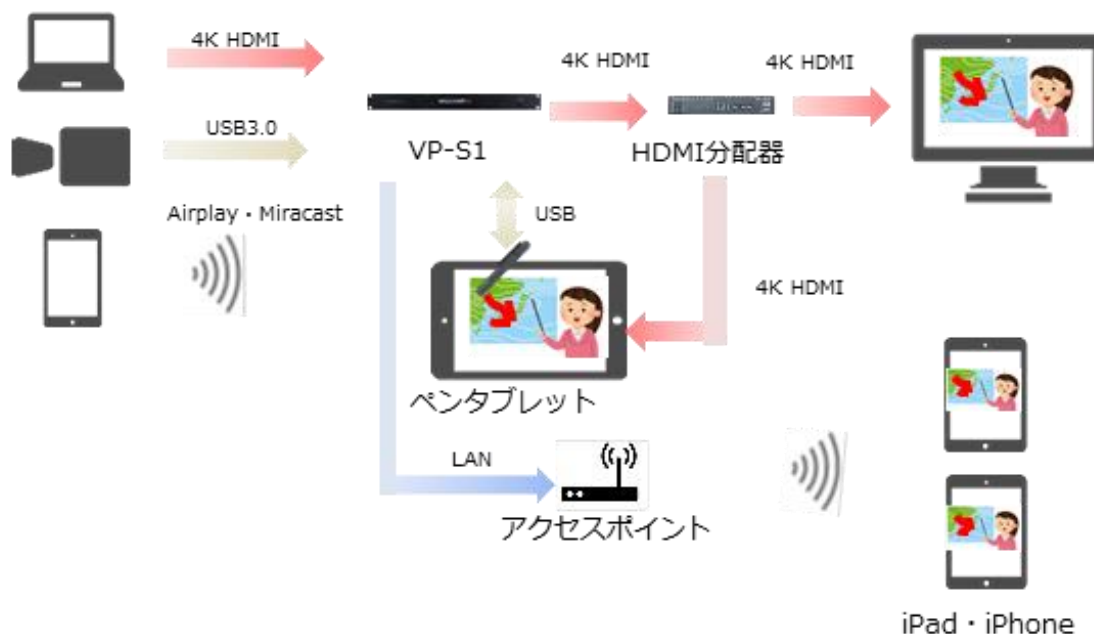 4K HDMI
4K HDMI
4K HDMI
USB3.0
VP-S1
HDMI分配器
Airplay・Miracast
USB
4K HDMI
ペンタブレット
LAN
アクセスポイント
iPad・iPhone